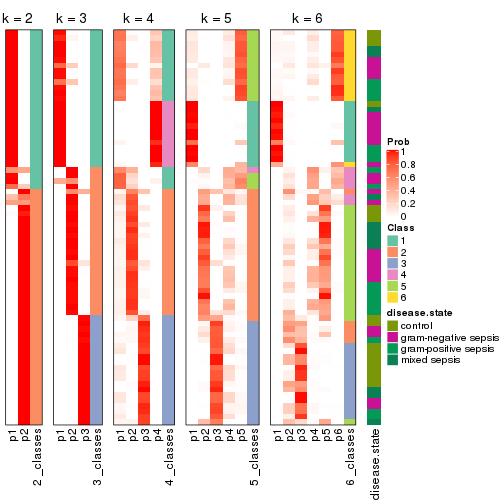 k = 2 k = 3 k = 4 k = 5 k = 6
Prob
1
0.8
0.6
0.4
0.2
0
Class
1
2
3
4
5
6
disease.state
control
gram-negative sepsis
gram-positive sepsis
mixed sepsis
p1 p2 2_classes p1 p2 p3 3_classes p1 p2 p3 p4 4_classes p1 p2 p3 p4 p5 5_classes p1 p2 p3 p4 p5 p6 6_classes disease.state